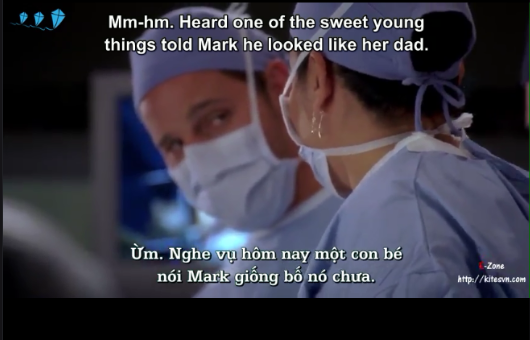 Mm-hm. Heard one of the sweet young
things told Mark he looked like her dad.
Ừm. Nghe vụ hôm nay một con bé
nói Mark giống bố nó chưa.
-Zone
http://kitesvn.com